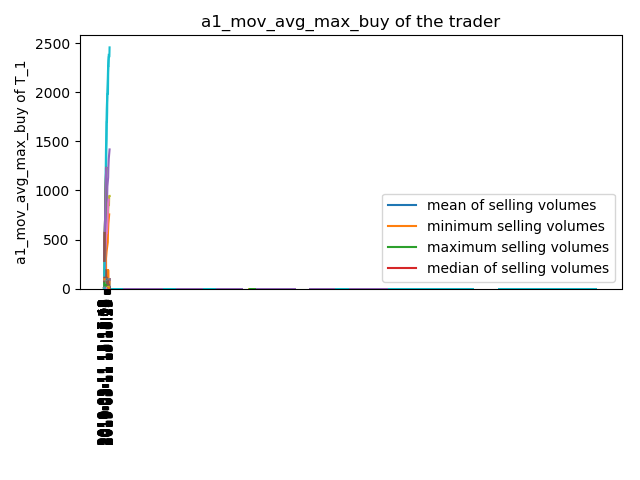 a1_mov_avg_max_buy of the trader
a1_mov_avg_max_buy of T_1
2500
2000
1500
1000
500
0
mean of selling volumes
minimum selling volumes
maximum selling volumes
median of selling volumes